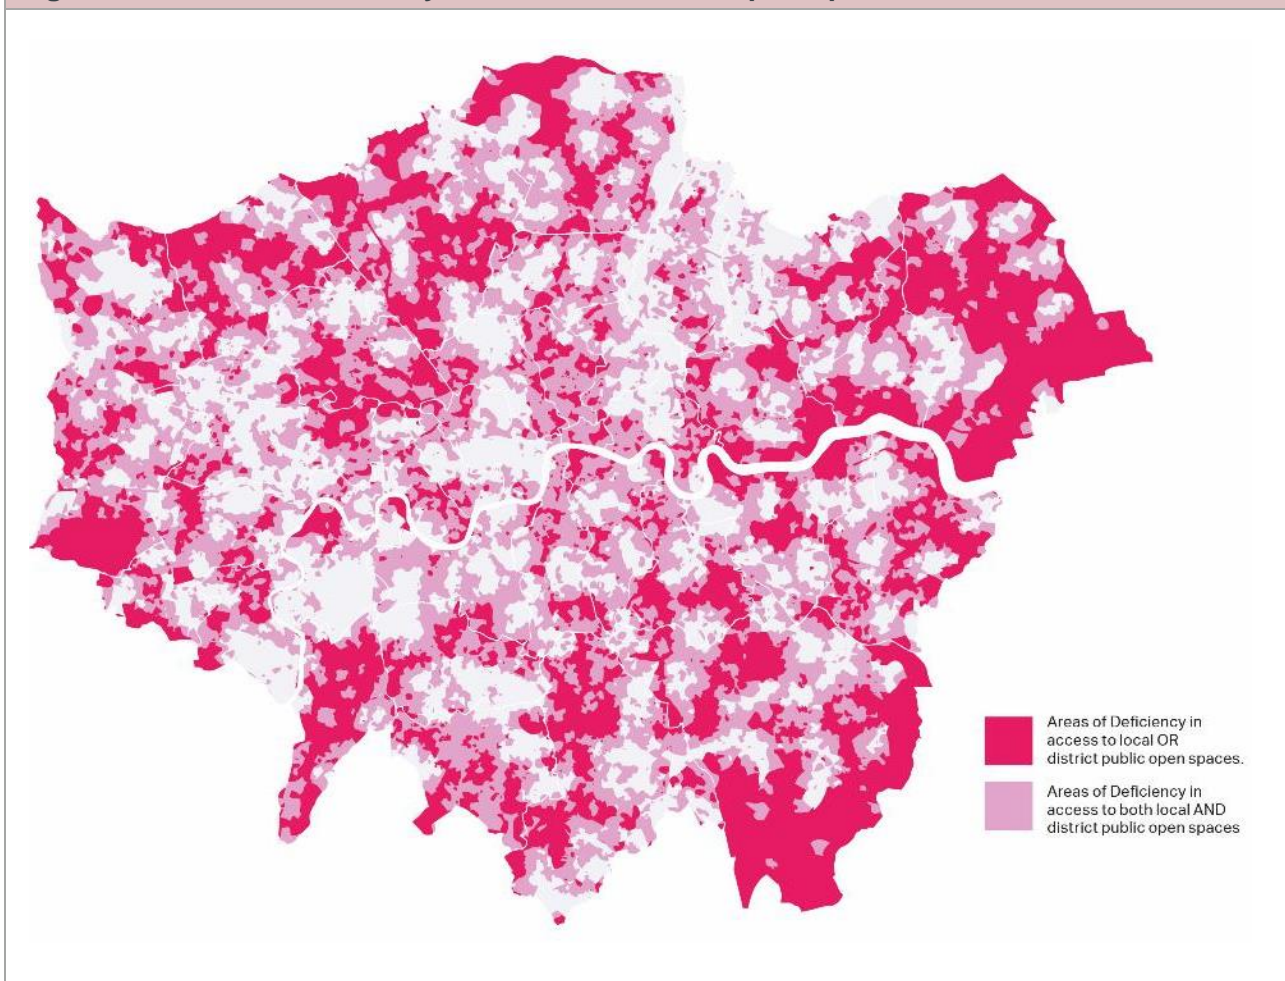 Areas of Deficiency in
access to local OR
district public open spaces.
Areas of Deficiency in
access to both local AND
district public open spaces